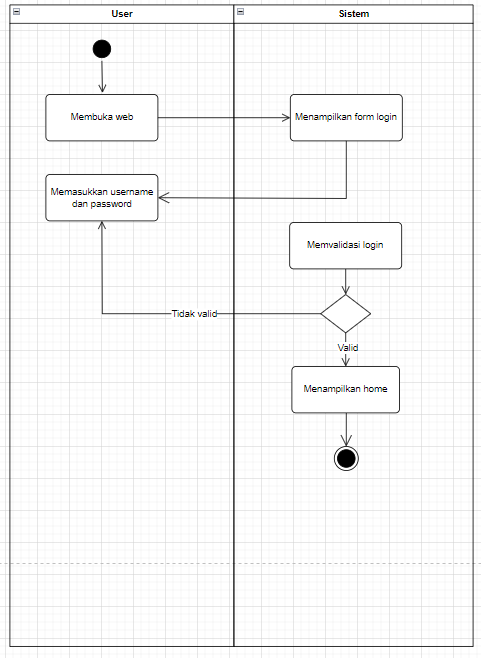 User
Sistem
Membuka web
Menampilkan form login
Memasukkan username
dan password
Memvalidasi login
Tidak valid
Valid
Menampilkan home